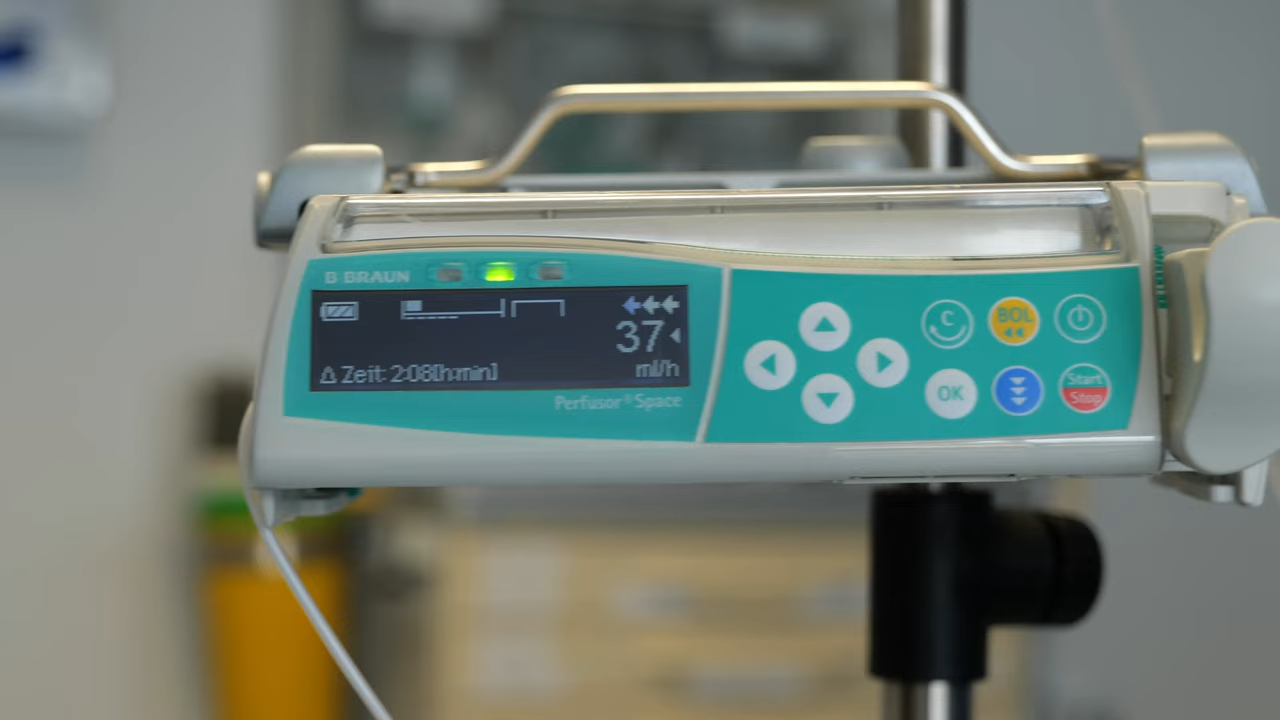 B BRAUN
37
Δ Zeit: 2:08[h:min]
ml/h
Perfusor® Space
C
BOL
OK
Start
Stop